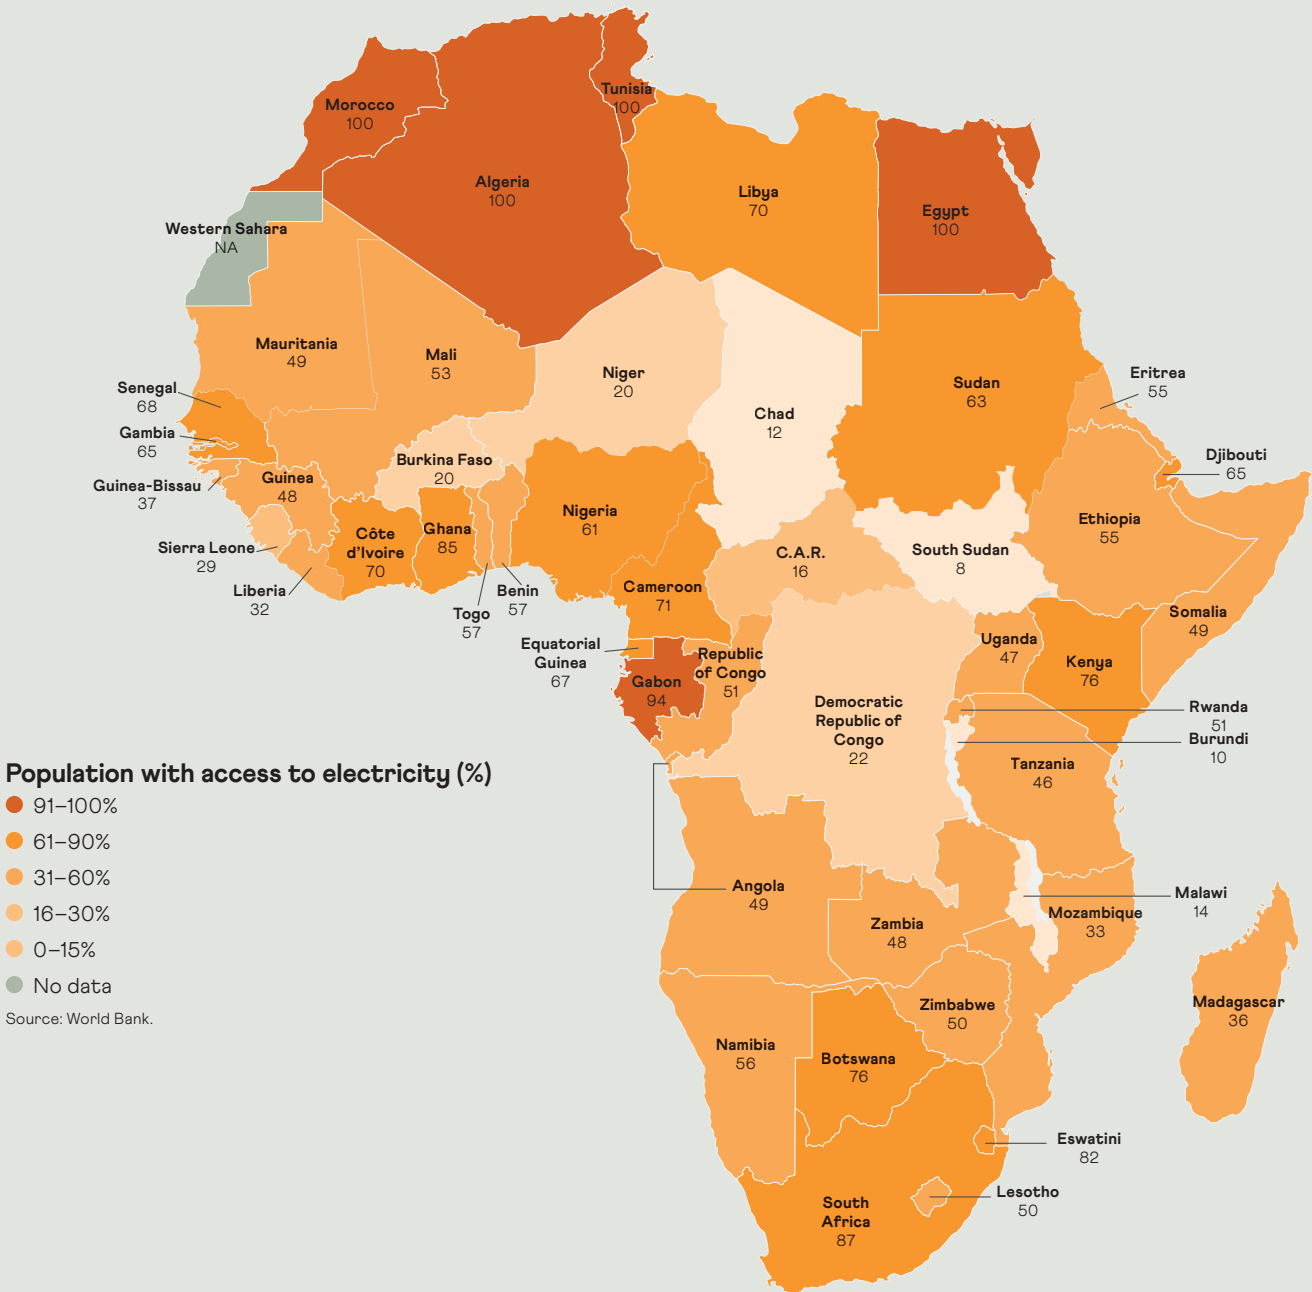 Tunisia
100
Morocco
100
Algeria
100
Libya
70
Egypt
100
Western Sahara
NA
Mauritania
49
Mali
53
Niger
20
Chad
12
Sudan
63
Eritrea
55
Senegal
68
Gambia
65
Guinea-Bissau
37
Guinea
48
Burkina Faso
20
Djibouti
65
Sierra Leone
29
Liberia
32
Côte
d’Ivoire
70
Ghana
85
Togo
57
Benin
57
Nigeria
61
Cameroon
71
C.A.R.
16
South Sudan
8
Ethiopia
55
Somalia
49
Equatorial
Guinea
67
Gabon
94
Republic
of Congo
51
Democratic
Republic of
Congo
22
Uganda
47
Kenya
76
Rwanda
51
Burundi
10
Tanzania
46
Population with access to electricity (%)
91–100%
61–90%
31–60%
16–30%
0–15%
No data
Source: World Bank.
Angola
49
Zambia
48
Malawi
14
Mozambique
33
Madagascar
36
Zimbabwe
50
Namibia
56
Botswana
76
Eswatini
82
Lesotho
50
South
Africa
87